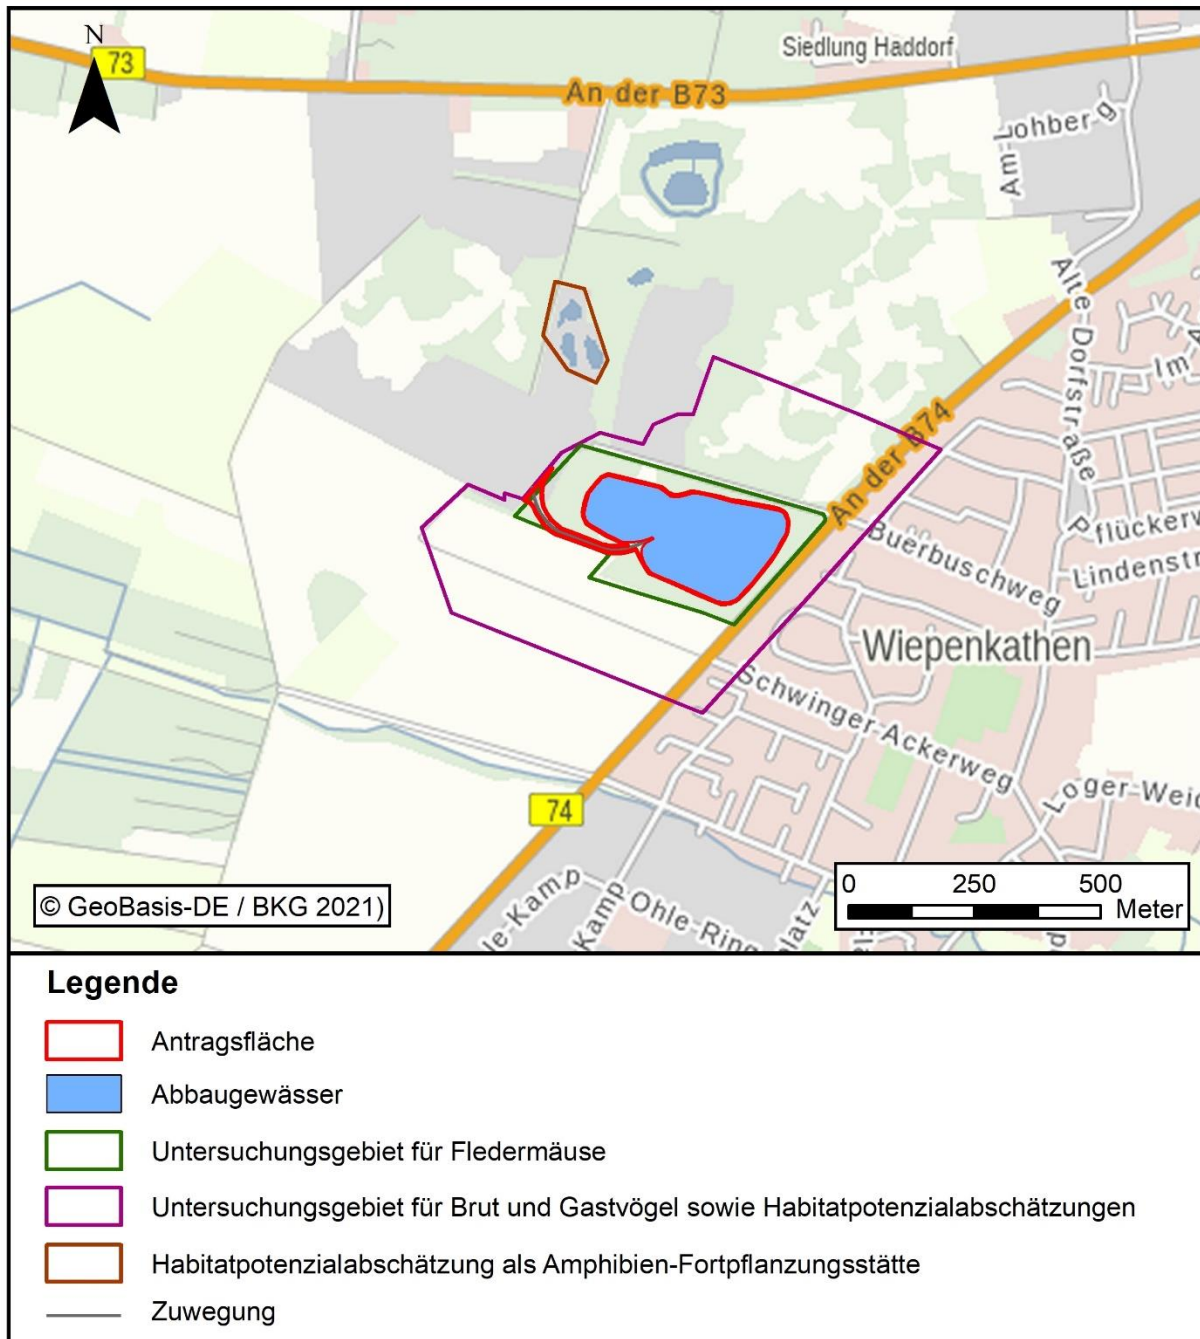 N
73
Siedlung Haddorf
An der B73
Am Lohberg
Alte Dorfstraße
Im
An der B74
Pflückerw
Buerbuschweg
Lindenstr
Wiepenkathen
Schwinger Ackerweg
Loger Weid
74
le-Kamp
Kamp
Ohle-Ring
platz
© GeoBasis-DE / BKG 2021)
0 250 500
Meter
Legende
Antragsfläche
Abbaugewässer
Untersuchungsgebiet für Fledermäuse
Untersuchungsgebiet für Brut und Gastvögel sowie Habitatpotenzialabschätzungen
Habitatpotenzialabschätzung als Amphibien-Fortpflanzungsstätte
Zuwegung